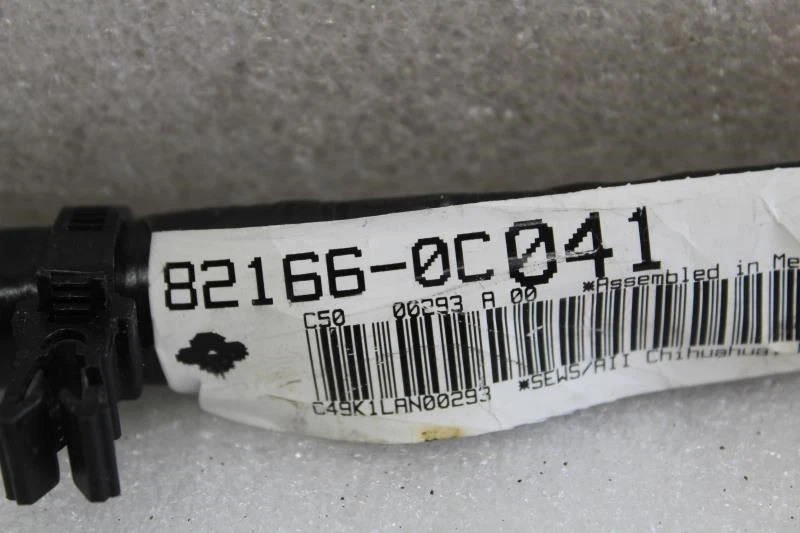 82166-0C041
C50 00293 A 00 *Assembled in Me
C49K1LAN00293 *SEWS/AII Chihuahua.